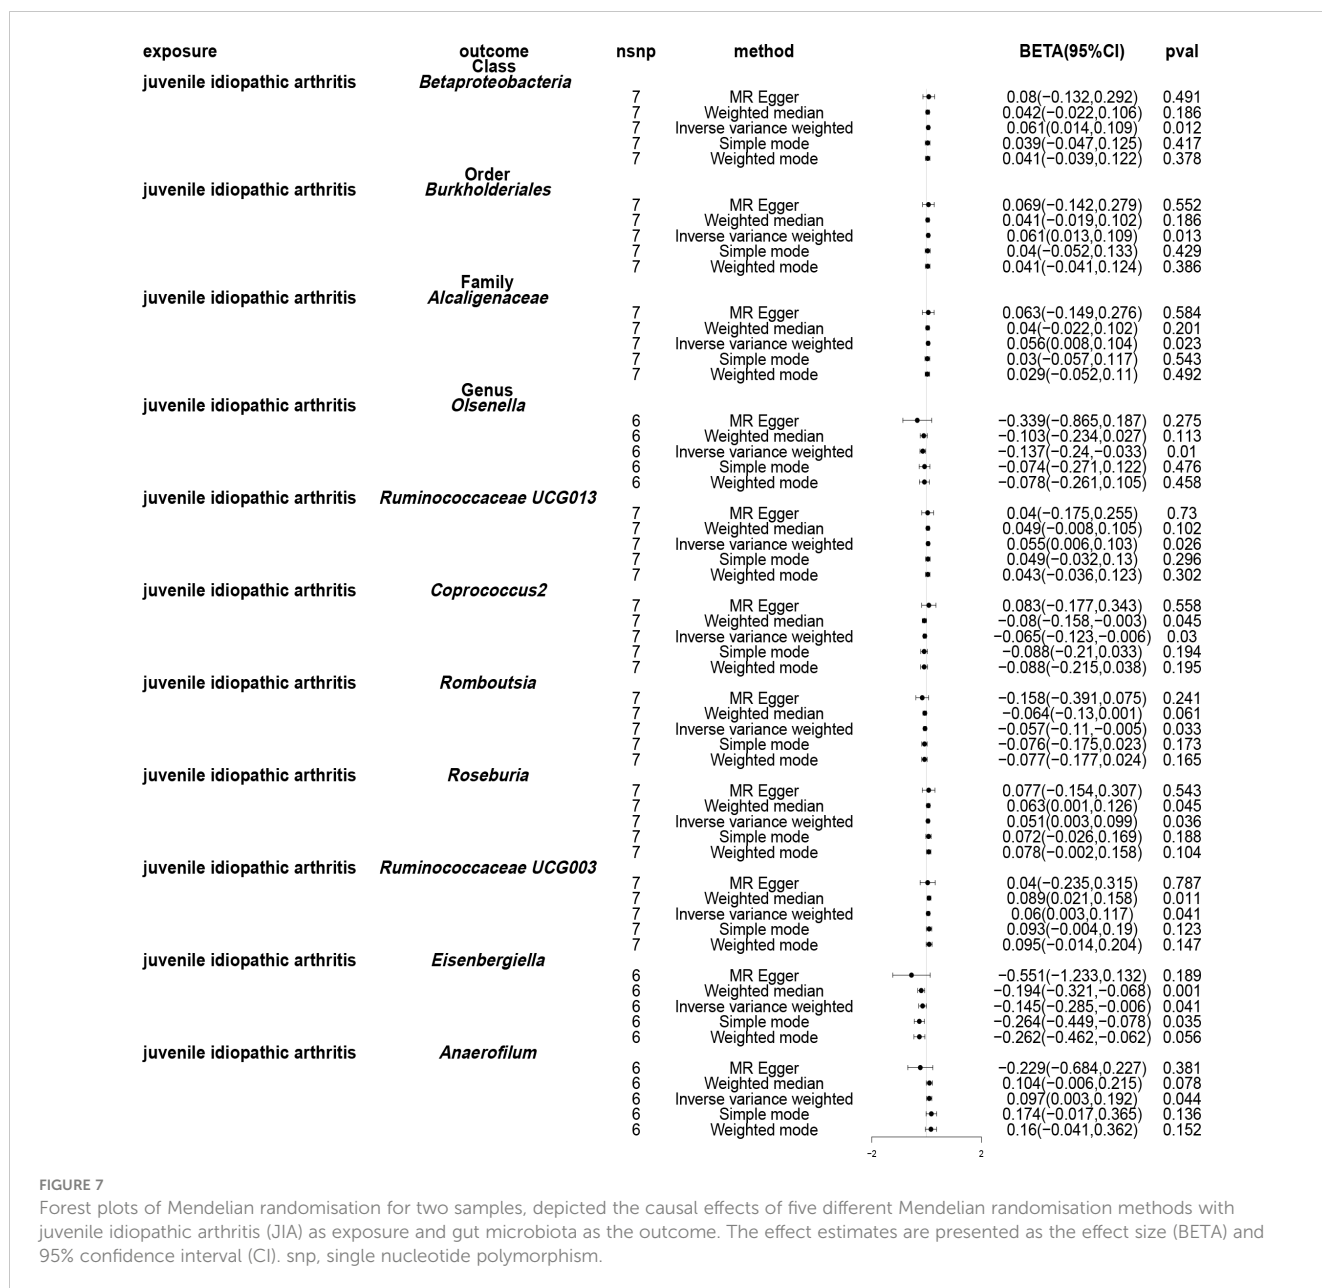 exposure outcome nsnp method BETA(95%CI) pval
Class
juvenile idiopathic arthritis Betaproteobacteria
7 MR Egger 0.08(−0.132,0.292) 0.491
7 Weighted median 0.042(−0.022,0.106) 0.186
7 Inverse variance weighted 0.061(0.014,0.109) 0.012
7 Simple mode 0.039(−0.047,0.125) 0.417
7 Weighted mode 0.041(−0.039,0.122) 0.378
Order
juvenile idiopathic arthritis Burkholderiales
7 MR Egger 0.069(−0.142,0.279) 0.552
7 Weighted median 0.041(−0.019,0.102) 0.186
7 Inverse variance weighted 0.061(0.013,0.109) 0.013
7 Simple mode 0.04(−0.052,0.133) 0.429
7 Weighted mode 0.041(−0.041,0.124) 0.386
Family
juvenile idiopathic arthritis Alcaligenaceae
7 MR Egger 0.063(−0.149,0.276) 0.584
7 Weighted median 0.04(−0.022,0.102) 0.201
7 Inverse variance weighted 0.056(0.008,0.104) 0.023
7 Simple mode 0.03(−0.057,0.117) 0.543
7 Weighted mode 0.029(−0.052,0.11) 0.492
Genus
juvenile idiopathic arthritis Olsenella
6 MR Egger −0.339(−0.865,0.187) 0.275
6 Weighted median −0.103(−0.234,0.027) 0.113
6 Inverse variance weighted −0.137(−0.24,−0.033) 0.01
6 Simple mode −0.074(−0.271,0.122) 0.476
6 Weighted mode −0.078(−0.261,0.105) 0.458
juvenile idiopathic arthritis Ruminococcaceae UCG013
7 MR Egger 0.04(−0.175,0.255) 0.73
7 Weighted median 0.049(−0.008,0.105) 0.102
7 Inverse variance weighted 0.055(0.006,0.103) 0.026
7 Simple mode 0.049(−0.032,0.13) 0.296
7 Weighted mode 0.043(−0.036,0.123) 0.302
juvenile idiopathic arthritis Coprococcus2
7 MR Egger 0.083(−0.177,0.343) 0.558
7 Weighted median −0.08(−0.158,−0.003) 0.045
7 Inverse variance weighted −0.065(−0.123,−0.006) 0.03
7 Simple mode −0.088(−0.21,0.033) 0.194
7 Weighted mode −0.088(−0.215,0.038) 0.195
juvenile idiopathic arthritis Romboutsia
7 MR Egger −0.158(−0.391,0.075) 0.241
7 Weighted median −0.064(−0.13,0.001) 0.061
7 Inverse variance weighted −0.057(−0.11,−0.005) 0.033
7 Simple mode −0.076(−0.175,0.023) 0.173
7 Weighted mode −0.077(−0.177,0.024) 0.165
juvenile idiopathic arthritis Roseburia
7 MR Egger 0.077(−0.154,0.307) 0.543
7 Weighted median 0.063(0.001,0.126) 0.045
7 Inverse variance weighted 0.051(0.003,0.099) 0.036
7 Simple mode 0.072(−0.026,0.169) 0.188
7 Weighted mode 0.078(−0.002,0.158) 0.104
juvenile idiopathic arthritis Ruminococcaceae UCG003
7 MR Egger 0.04(−0.235,0.315) 0.787
7 Weighted median 0.089(0.021,0.158) 0.011
7 Inverse variance weighted 0.06(0.003,0.117) 0.041
7 Simple mode 0.093(−0.004,0.19) 0.123
7 Weighted mode 0.095(−0.014,0.204) 0.147
juvenile idiopathic arthritis Eisenbergiella
6 MR Egger −0.551(−1.233,0.132) 0.189
6 Weighted median −0.194(−0.321,−0.068) 0.001
6 Inverse variance weighted −0.145(−0.285,−0.006) 0.041
6 Simple mode −0.264(−0.449,−0.078) 0.035
6 Weighted mode −0.262(−0.462,−0.062) 0.056
juvenile idiopathic arthritis Anaerofilum
6 MR Egger −0.229(−0.684,0.227) 0.381
6 Weighted median 0.104(−0.006,0.215) 0.078
6 Inverse variance weighted 0.097(0.003,0.192) 0.044
6 Simple mode 0.174(−0.017,0.365) 0.136
6 Weighted mode 0.16(−0.041,0.362) 0.152
−2 2
FIGURE 7
Forest plots of Mendelian randomisation for two samples, depicted the causal effects of five different Mendelian randomisation methods with
juvenile idiopathic arthritis (JIA) as exposure and gut microbiota as the outcome. The effect estimates are presented as the effect size (BETA) and
95% confidence interval (CI). snp, single nucleotide polymorphism.